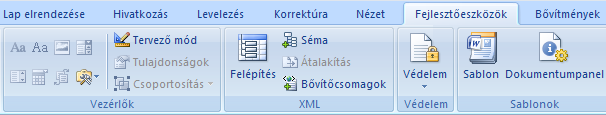 Lap elrendezése Hivatkozás Levelezés Korrektúra Nézet Fejlesztőeszközök Bővítmények
Aa Aa
Tervező mód
Tulajdonságok
Csoportosítás
Vezérlők
Felépítés
Séma
Átalakítás
Bővítőcsomagok
XML
Védelem
Védelem
Sablon Dokumentumpanel
Sablonok